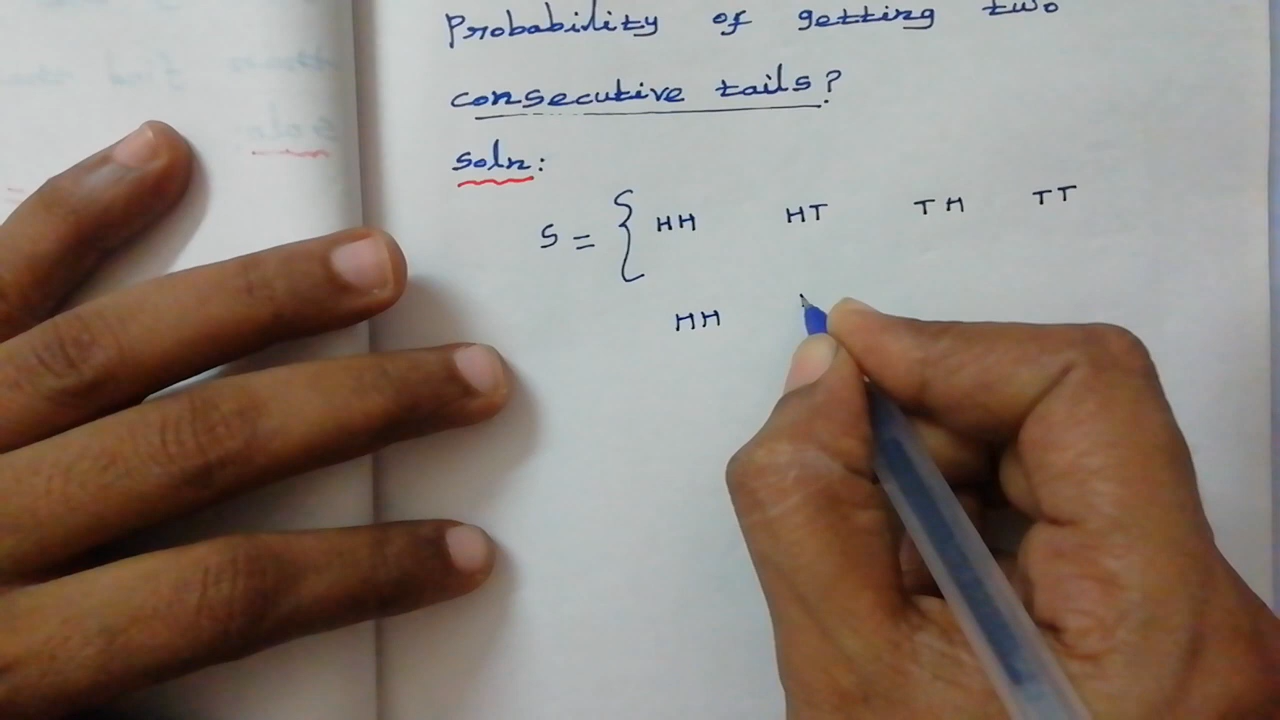 Probability of getting two
consecutive tails?
Soln:
S = { HH HT TH TT
HH